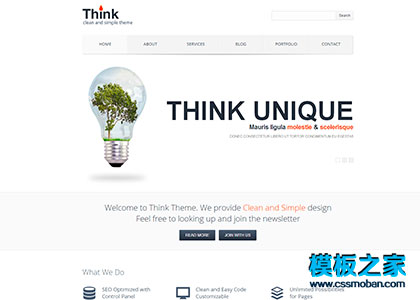 Think
clean and simple theme
Search
HOME
ABOUT
SERVICES
BLOG
PORTFOLIO
CONTACT
THINK UNIQUE
Mauris ligula molestie & scelerisque
Welcome to Think Theme. We provide Clean and Simple design
Feel free to looking up and join the newsletter
READ MORE
JOIN WITH US
What We Do
SEO Optimized with
Control Panel
Clean and Easy Code
Customizable
Unlimited Possibilities
for Pages
模板之家
www.cssmoban.com